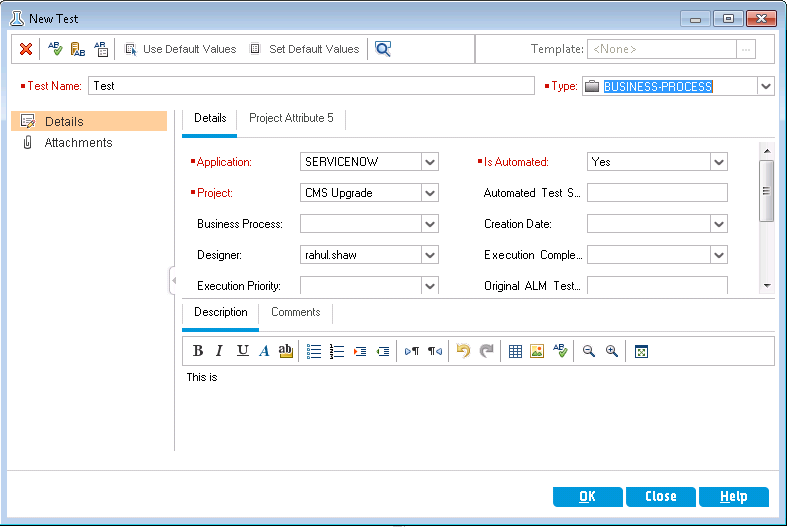 New Test
Use Default Values Set Default Values Template: <None> ...
Test Name: Test Type: BUSINESS-PROCESS
Details
Attachments
Details Project Attribute 5
Application: SERVICENOW Is Automated: Yes
Project: CMS Upgrade Automated Test S...
Business Process: Creation Date:
Designer: rahul.shaw Execution Comple...
Execution Priority: Original ALM Test...
Description Comments
B I U A ab
This is
OK Close Help